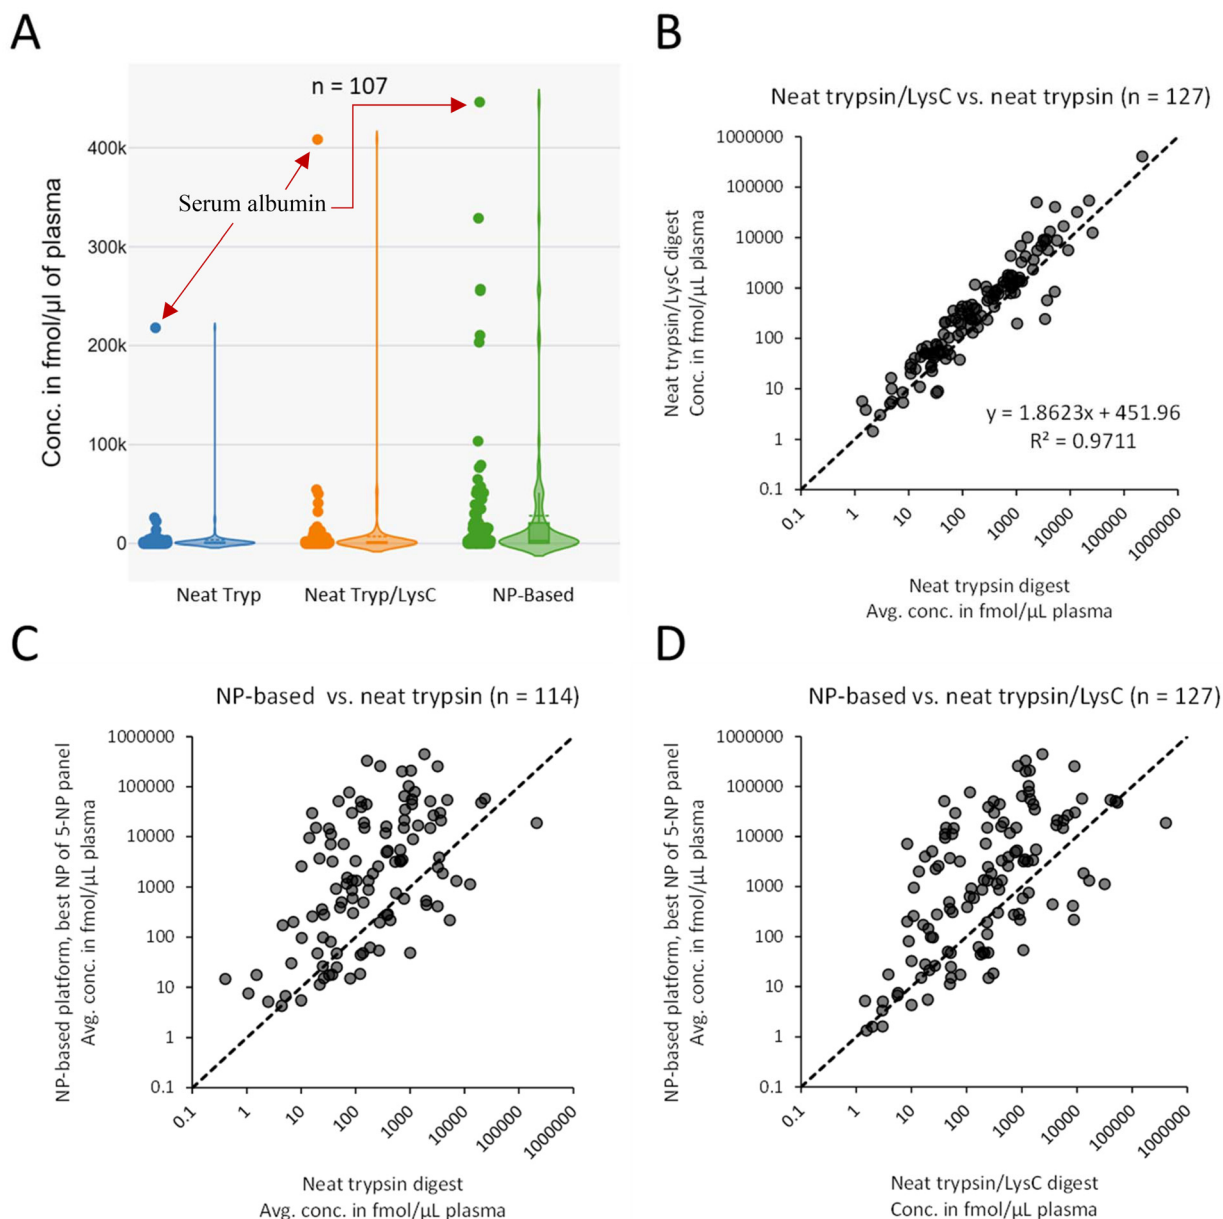 A
n = 107
Serum albumin
Conc. in fmol/µl of plasma
400k
300k
200k
100k
0
Neat Tryp
Neat Tryp/LysC
NP-Based
B
Neat trypsin/LysC vs. neat trypsin (n = 127)
Neat trypsin/LysC digest
Conc. in fmol/µL plasma
1000000
100000
10000
1000
100
10
1
0.1
y = 1.8623x + 451.96
R² = 0.9711
0.1
1
10
100
1000
10000
100000
1000000
Neat trypsin digest
Avg. conc. in fmol/µL plasma
C
NP-based vs. neat trypsin (n = 114)
NP-based platform, best NP of 5-NP panel
Avg. conc. in fmol/µL plasma
1000000
100000
10000
1000
100
10
1
0.1
0.1
1
10
100
1000
10000
100000
1000000
Neat trypsin digest
Avg. conc. in fmol/µL plasma
D
NP-based vs. neat trypsin/LysC (n = 127)
NP-based platform, best NP of 5-NP panel
Avg. conc. in fmol/µL plasma
1000000
100000
10000
1000
100
10
1
0.1
0.1
1
10
100
1000
10000
100000
1000000
Neat trypsin/LysC digest
Conc. in fmol/µL plasma